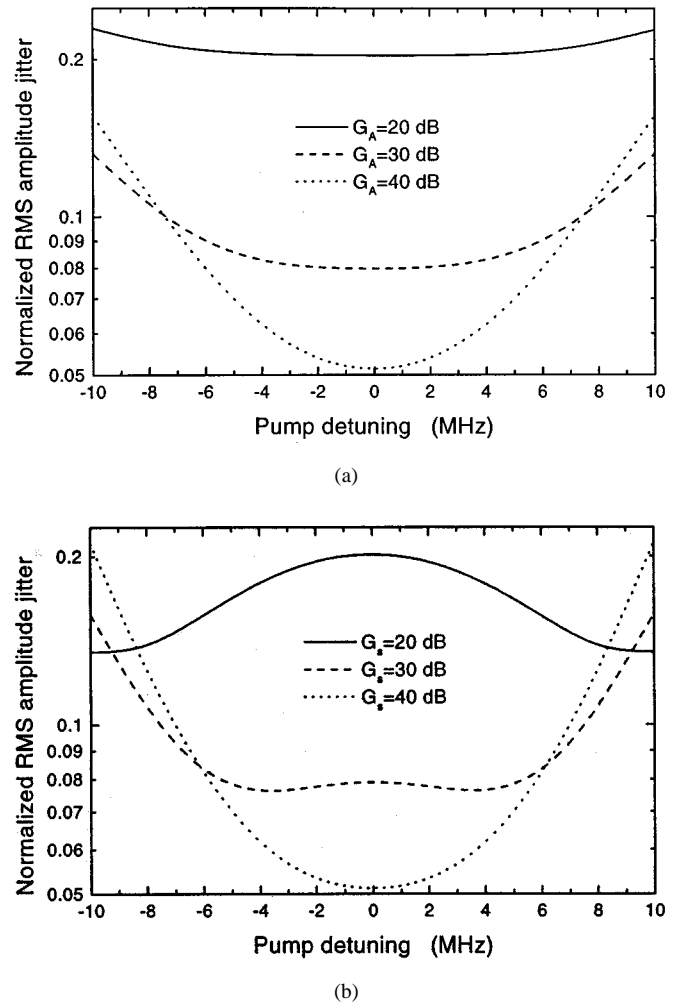 Normalized RMS amplitude jitter
0.2
0.1
0.09
0.08
0.07
0.06
0.05
G_A=20 dB
G_A=30 dB
G_A=40 dB
-10 -8 -6 -4 -2 0 2 4 6 8 10
Pump detuning (MHz)
(a)
Normalized RMS amplitude jitter
0.2
0.1
0.09
0.08
0.07
0.06
0.05
G_s=20 dB
G_s=30 dB
G_s=40 dB
-10 -8 -6 -4 -2 0 2 4 6 8 10
Pump detuning (MHz)
(b)